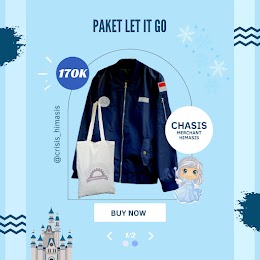 PAKET LET IT GO
170K
CHASIS
MERCHANT
HIMASIS
@crisis_himasis
BUY NOW
1/2